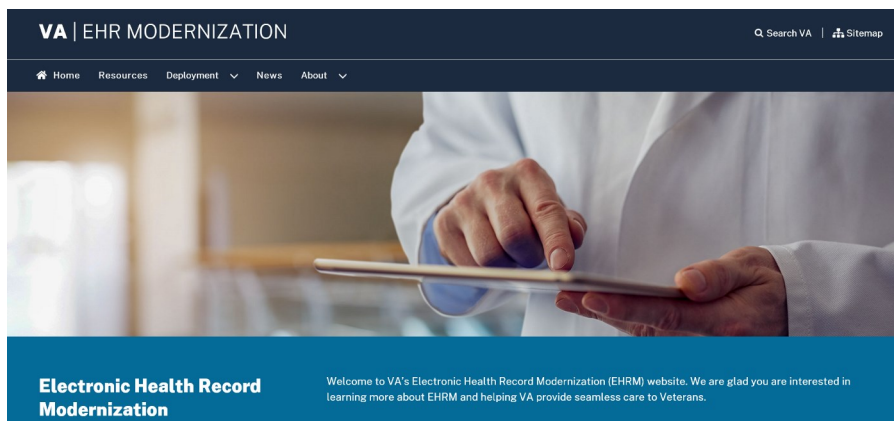 VA | EHR MODERNIZATION
Search VA | Sitemap
Home Resources Deployment News About
Electronic Health Record
Modernization
Welcome to VA's Electronic Health Record Modernization (EHRM) website. We are glad you are interested in
learning more about EHRM and helping VA provide seamless care to Veterans.